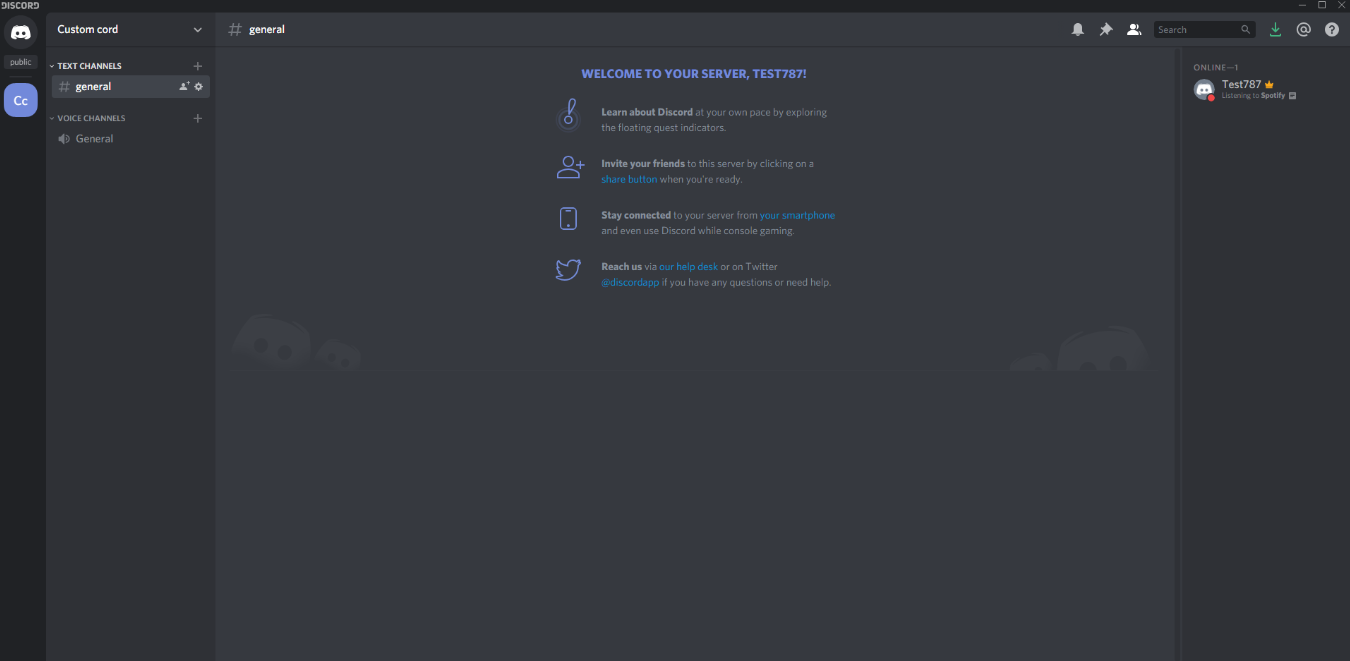 DISCORD
public
Cc
Custom cord
TEXT CHANNELS
general
VOICE CHANNELS
General
general
Search
WELCOME TO YOUR SERVER, TEST787!
Learn about Discord at your own pace by exploring
the floating quest indicators.
Invite your friends to this server by clicking on a
share button when you're ready.
Stay connected to your server from your smartphone
and even use Discord while console gaming.
Reach us via our help desk or on Twitter
@discordapp if you have any questions or need help.
ONLINE—1
Test787
Listening to Spotify